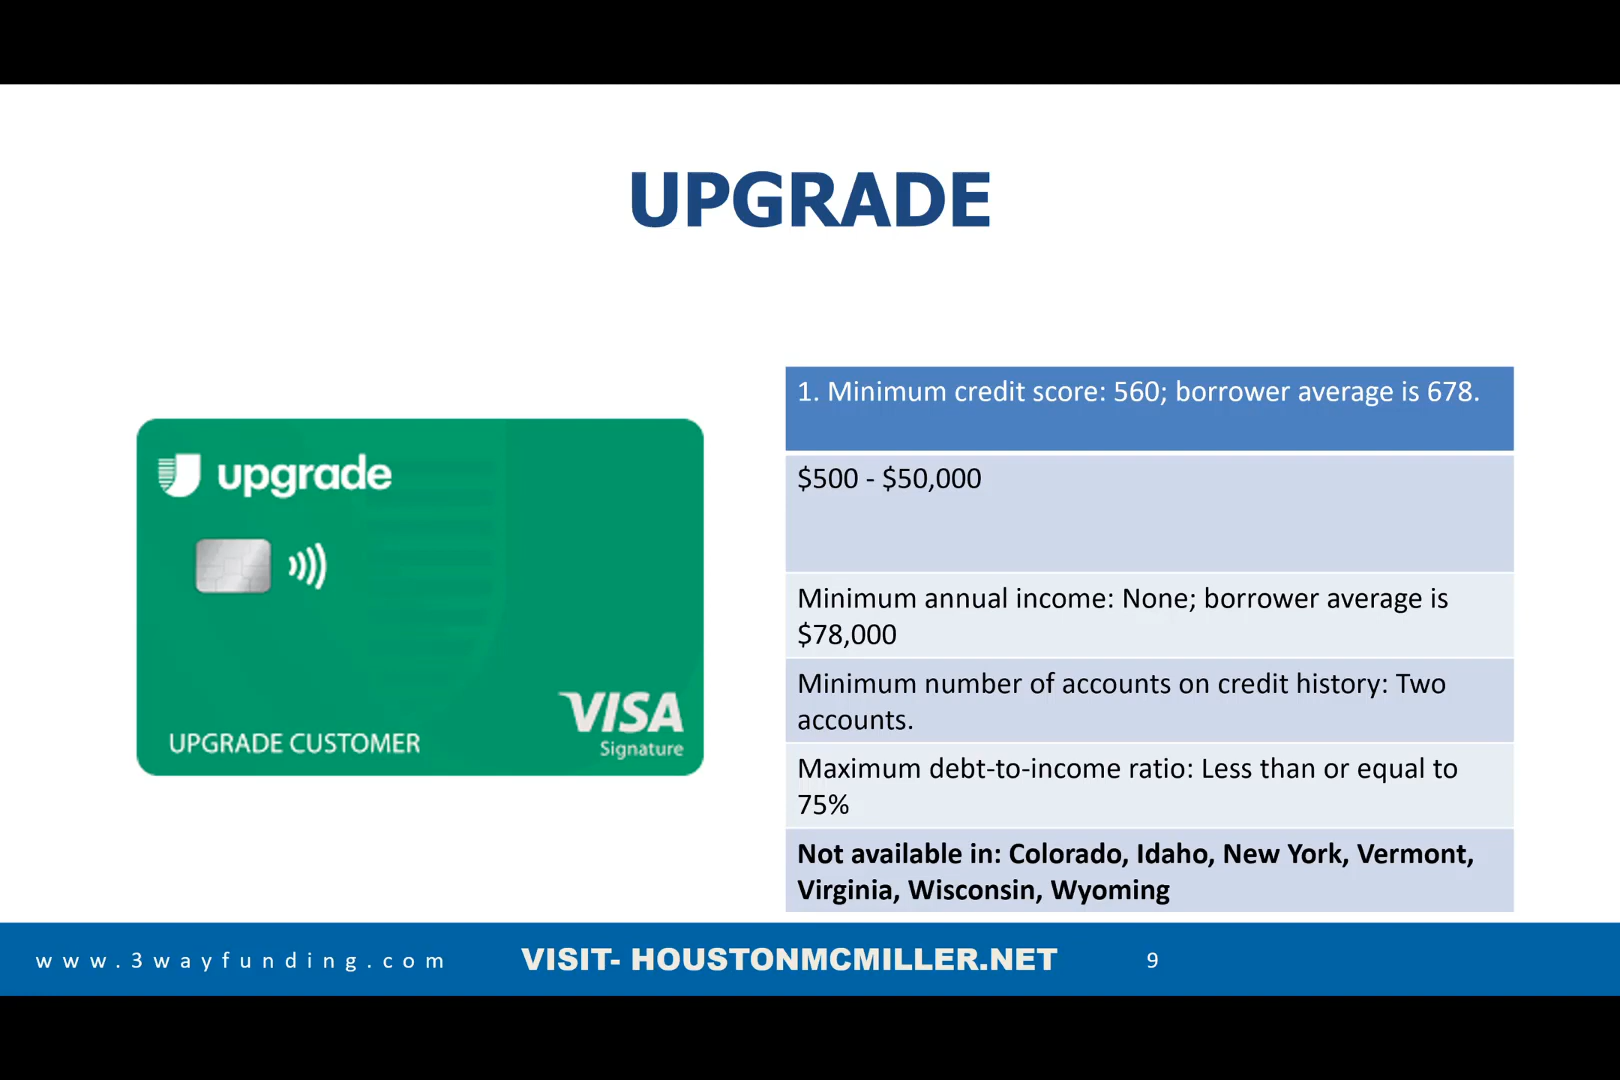 UPGRADE
upgrade
UPGRADE CUSTOMER
VISA
Signature
1. Minimum credit score: 560; borrower average is 678.
$500 - $50,000
Minimum annual income: None; borrower average is
$78,000
Minimum number of accounts on credit history: Two
accounts.
Maximum debt-to-income ratio: Less than or equal to
75%
Not available in: Colorado, Idaho, New York, Vermont,
Virginia, Wisconsin, Wyoming
www.3wayfunding.com
VISIT- HOUSTONMCMILLER.NET
9